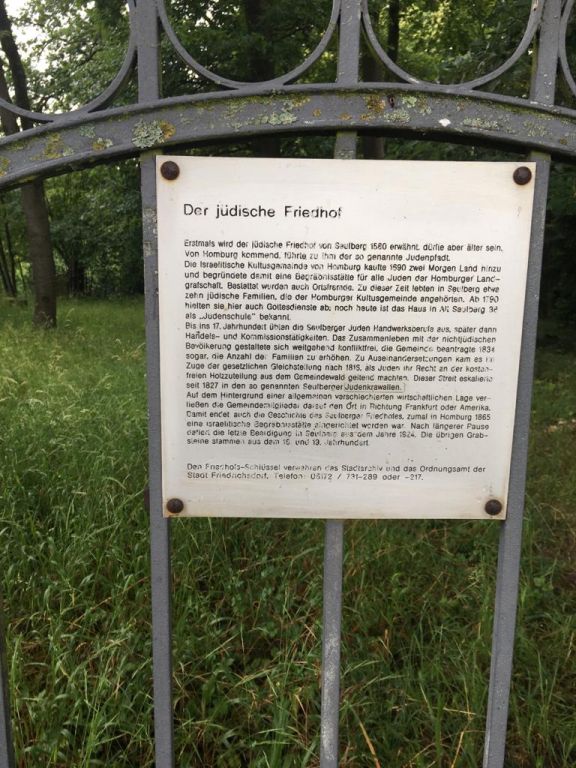 Der jüdische Friedhof
Erstmals wird der jüdische Friedhof von Seulberg 1580 erwähnt, dürfte aber älter sein.
Von Homburg kommend, führte zu ihm der so genannte Judenpfad.
Die Israelitische Kultusgemeinde von Homburg kaufte 1690 zwei Morgen Land hinzu
und begründete damit eine Begräbnisstätte für alle Juden der Homburger Land-
grafschaft. Bestattet wurden auch Ortsfremde. Zu dieser Zeit lebten in Seulberg etwa
zehn jüdische Familien, die der Homburger Kultusgemeinde angehörten. Ab 1790
hielten sie hier auch Gottesdienste ab; noch heute ist das Haus in Alt Seulberg
als „Judenschule" bekannt.
Bis ins 17. Jahrhundert übten die Seulberger Juden Handwerksberufe aus, später dann
Handels- und Kommissionstätigkeiten. Das Zusammenleben mit der nichtjüdischen
Bevölkerung gestaltete sich weitgehend konfliktfrei, die Gemeinde beantragte 1834
sogar, die Anzahl der Familien zu erhöhen. Zu Auseinandersetzungen kam es im
Zuge der gesetzlichen Gleichstellung nach 1815, als Juden ihr Recht an der kosten-
freien Holzzuteilung aus dem Gemeindewald geltend machten. Dieser Streit eskalierte
seit 1827 in den so genannten Seulberger Judenkrawallen.
Auf dem Hintergrund einer allgemeinen verschlechterten wirtschaftlichen Lage ver-
ließen die Gemeindemitglieder darauf den Ort in Richtung Frankfurt oder Amerika.
Damit endet auch die Geschichte des Seulberger Friedhofes, zumal in Homburg 1865
eine israelitische Begräbnisstätte eingerichtet worden war. Nach längerer Pause
datiert die letzte Beerdigung in Seulberg aus dem Jahre 1924. Die übrigen Grab-
steine stammen aus dem 18. und 19. Jahrhundert.
Den Friedhofs-Schlüssel verwahren das Stadtarchiv und das Ordnungsamt der
Stadt Friedrichsdorf, Telefon: 06172 / 731-289 oder -217.